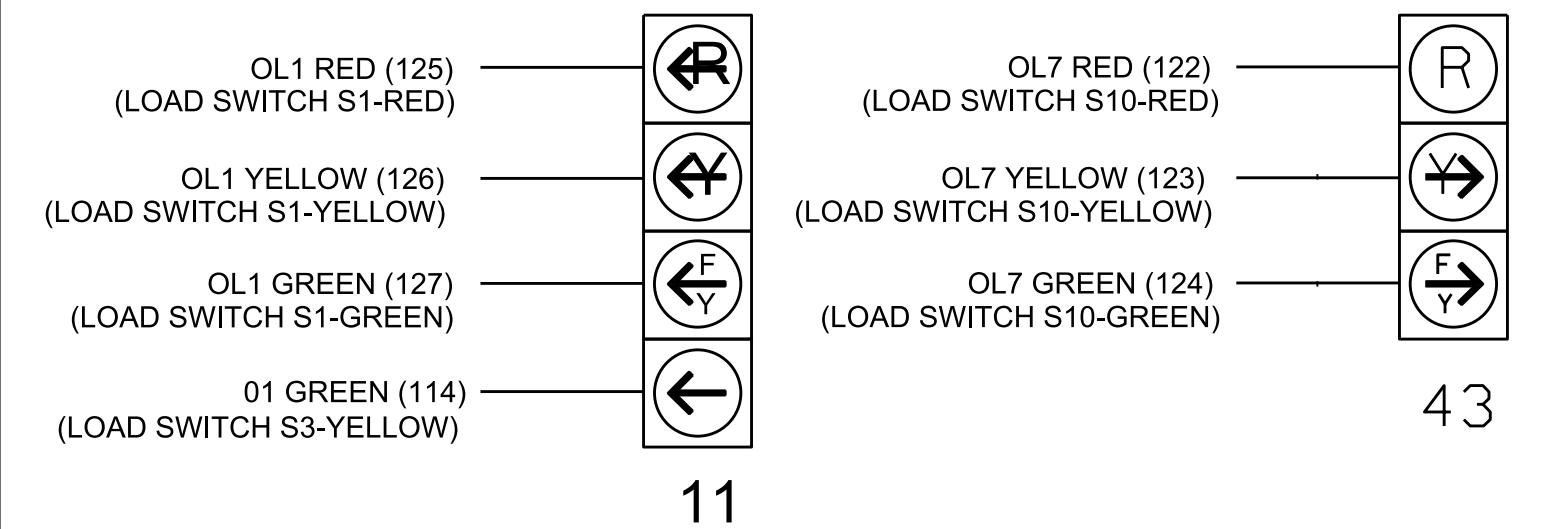 OL1 RED (125)
(LOAD SWITCH S1-RED)
R
OL1 YELLOW (126)
(LOAD SWITCH S1-YELLOW)
Y
OL1 GREEN (127)
(LOAD SWITCH S1-GREEN)
F
Y
01 GREEN (114)
(LOAD SWITCH S3-YELLOW)
11
OL7 RED (122)
(LOAD SWITCH S10-RED)
R
OL7 YELLOW (123)
(LOAD SWITCH S10-YELLOW)
Y
OL7 GREEN (124)
(LOAD SWITCH S10-GREEN)
F
Y
43